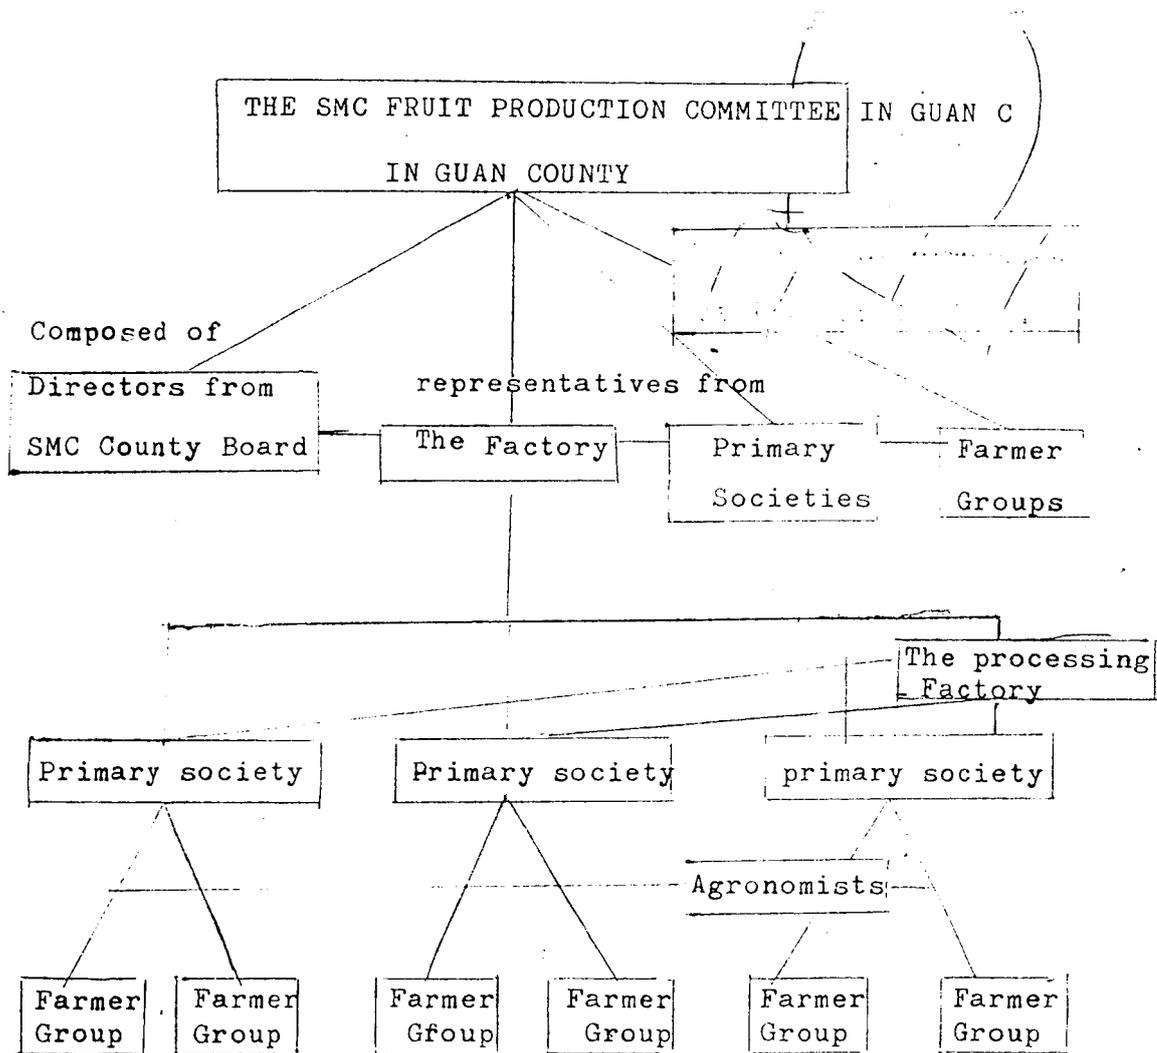 THE SMC FRUIT PRODUCTION COMMITTEE IN GUAN C
IN GUAN COUNTY
Composed of
Directors from
SMC County Board
representatives from
The Factory
Primary
Societies
Farmer
Groups
The processing
Factory
Primary society
Primary society
primary society
Agronomists
Farmer
Group
Farmer
Group
Farmer
Gfoup
Farmer
Group
Farmer
Group
Farmer
Group